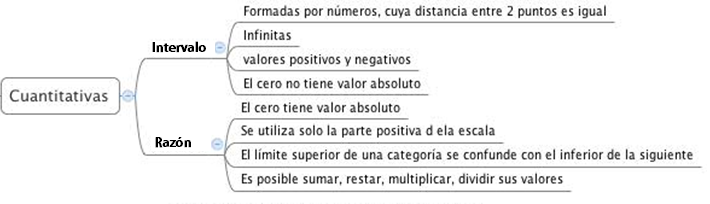 Formadas por números, cuya distancia entre 2 puntos es igual
Intervalo
Infinitas
valores positivos y negativos
El cero no tiene valor absoluto
Cuantitativas
El cero tiene valor absoluto
Se utiliza solo la parte positiva d ela escala
Razón
El límite superior de una categoría se confunde con el inferior de la siguiente
Es posible sumar, restar, multiplicar, dividir sus valores